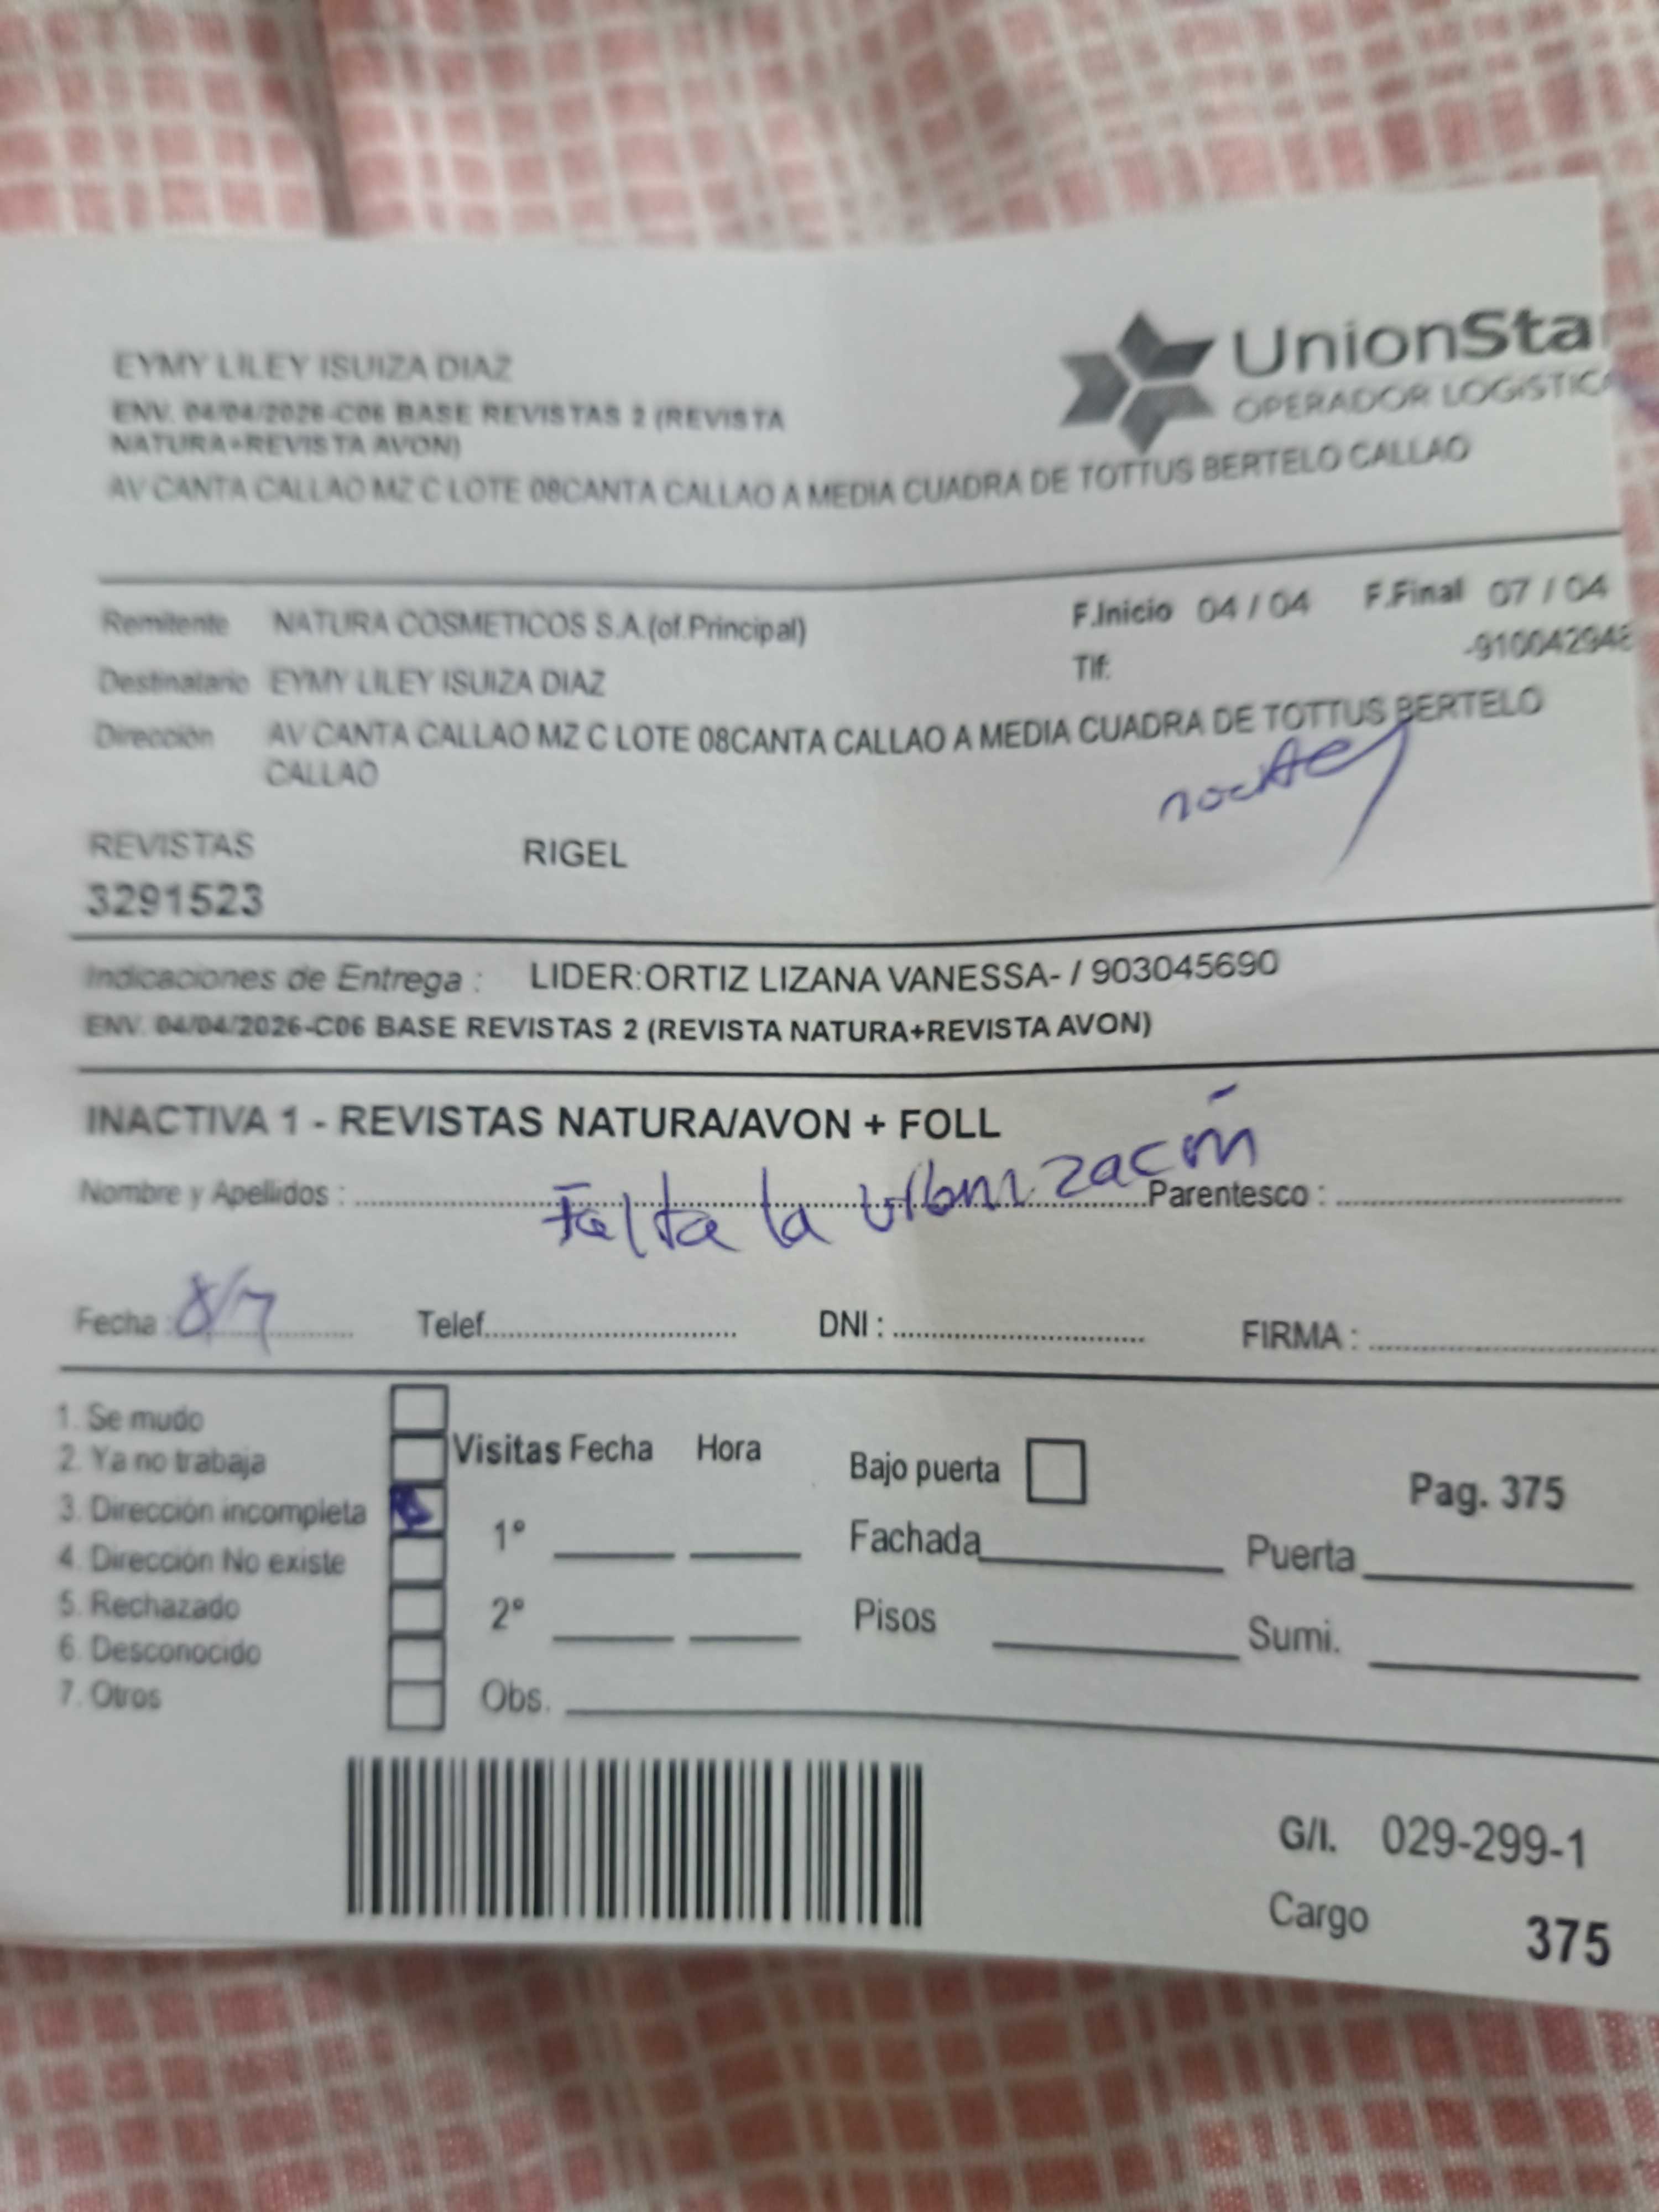 EYMY LILEY ISUIZA DIAZ
ENV. 04/04/2026-C06 BASE REVISTAS 2 (REVISTA
NATURA+REVISTA AVON)
AV CANTA CALLAO MZ C LOTE 08CANTA CALLAO A MEDIA CUADRA DE TOTTUS BERTELO CALLAO
UnionSta
OPERADOR LOGISTICA
Remitente NATURA COSMETICOS S.A.(of.Principal) F.Inicio 04 / 04 F.Final 07 / 04
Destinatario EYMY LILEY ISUIZA DIAZ Tlf: -910042948
Dirección AV CANTA CALLAO MZ C LOTE 08CANTA CALLAO A MEDIA CUADRA DE TOTTUS BERTELO
CALLAO
REVISTAS RIGEL
3291523
Indicaciones de Entrega : LIDER:ORTIZ LIZANA VANESSA- / 903045690
ENV. 04/04/2026-C06 BASE REVISTAS 2 (REVISTA NATURA+REVISTA AVON)
INACTIVA 1 - REVISTAS NATURA/AVON + FOLL
Nombre y Apellidos : Falta la urbanización Parentesco :
Fecha : 8/7 Telef. DNI : FIRMA :
1. Se mudo
2. Ya no trabaja
3. Dirección incompleta
4. Dirección No existe
5. Rechazado
6. Desconocido
7. Otros
Visitas Fecha Hora
1°
2°
Obs.
Bajo puerta
Fachada Puerta
Pisos Sumi.
Pag. 375
G/I. 029-299-1
Cargo 375